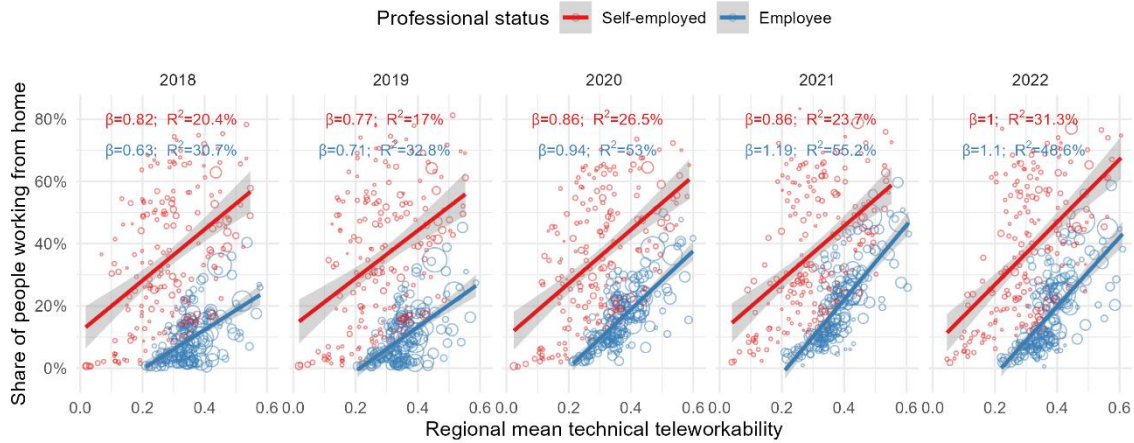 Professional status Self-employed Employee
2018 2019 2020 2021 2022
β=0.82; R²=20.4% β=0.77; R²=17% β=0.86; R²=26.5% β=0.86; R²=23.7% β=1; R²=31.3%
β=0.63; R²=30.7% β=0.71; R²=32.8% β=0.94; R²=53% β=1.19; R²=55.2% β=1.1; R²=48.6%
Share of people working from home
80%
60%
40%
20%
0%
0.0 0.2 0.4 0.6 0.0 0.2 0.4 0.6 0.0 0.2 0.4 0.6 0.0 0.2 0.4 0.6 0.0 0.2 0.4 0.6
Regional mean technical teleworkability